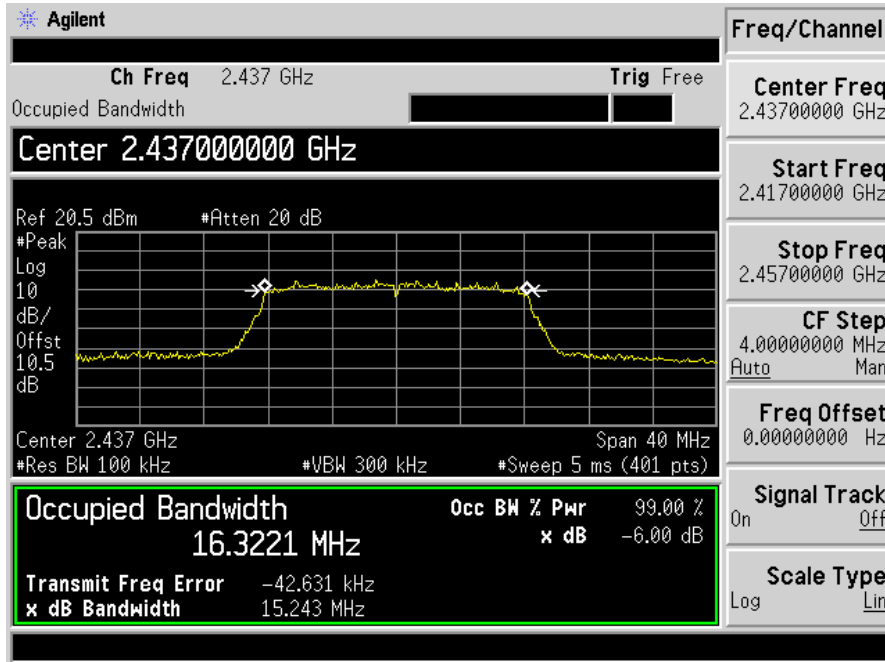 Agilent
Ch Freq 2.437 GHz Trig Free
Occupied Bandwidth
Center 2.437000000 GHz
Ref 20.5 dBm #Atten 20 dB
#Peak
Log
10
dB/
Offst
10.5
dB
Center 2.437 GHz Span 40 MHz
#Res BW 100 kHz #VBW 300 kHz #Sweep 5 ms (401 pts)
Occupied Bandwidth
16.3221 MHz
Occ BW % Pwr 99.00 %
x dB -6.00 dB
Transmit Freq Error -42.631 kHz
x dB Bandwidth 15.243 MHz
Freq/Channel
Center Freq
2.43700000 GHz
Start Freq
2.41700000 GHz
Stop Freq
2.45700000 GHz
CF Step
4.00000000 MHz
Auto Man
Freq Offset
0.00000000 Hz
Signal Track
On Off
Scale Type
Log Lin